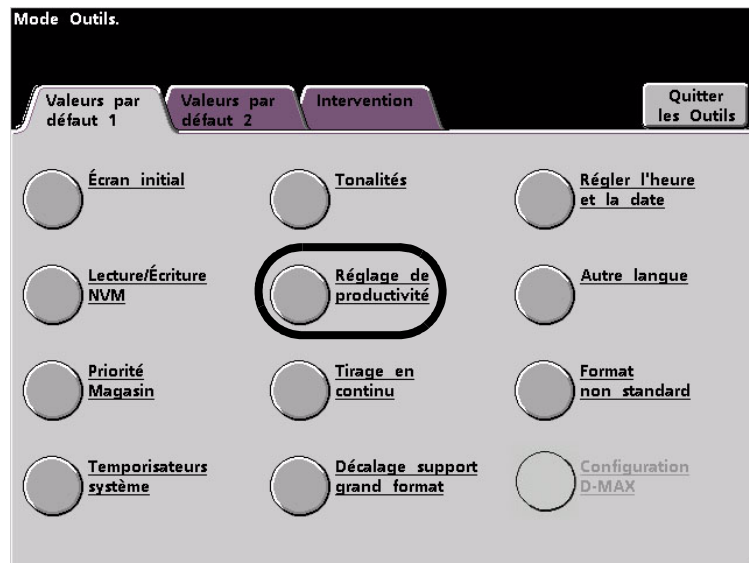 Mode Outils.
Valeurs par
défaut 1
Valeurs par
défaut 2
Intervention
Quitter
les Outils
Écran initial
Tonalités
Régler l'heure
et la date
Lecture/Écriture
NVM
Réglage de
productivité
Autre langue
Priorité
Magasin
Tirage en
continu
Format
non standard
Temporisateurs
système
Décalage support
grand format
Configuration
D-MAX